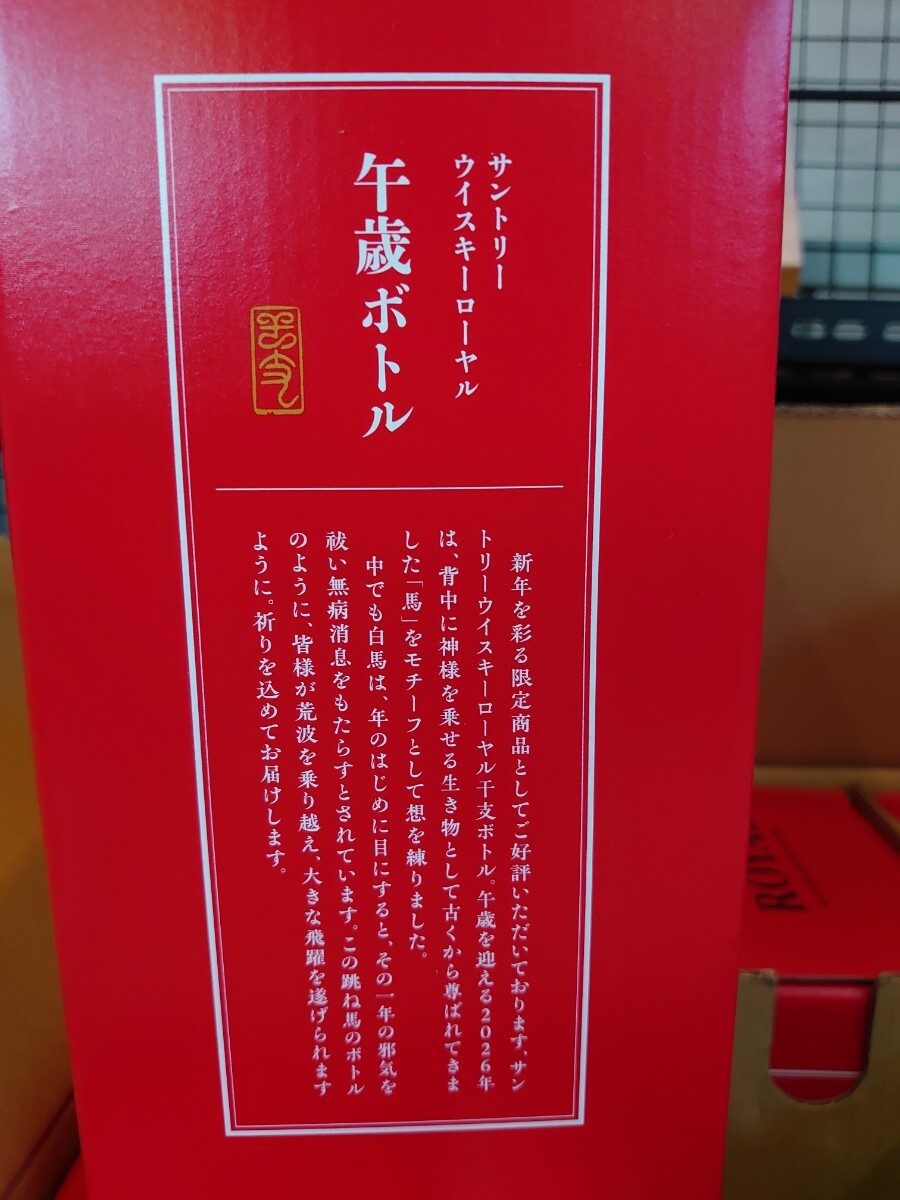 サントリー
ウイスキーローヤル
午歳ボトル
新年を彩る限定商品としてご好評いただいております、サン
トリーウイスキーローヤル干支ボトル。午歳を迎える2026年
は、背中に神様を乗せる生き物として古くから尊ばれてきま
した「馬」をモチーフとして想を練りました。
中でも白馬は、年のはじめに目にすると、その一年の邪気を
祓い無病消息をもたらすとされています。この跳ね馬のボトル
のように、皆様が荒波を乗り越え、大きな飛躍を遂げられます
ように。祈りを込めてお届けします。